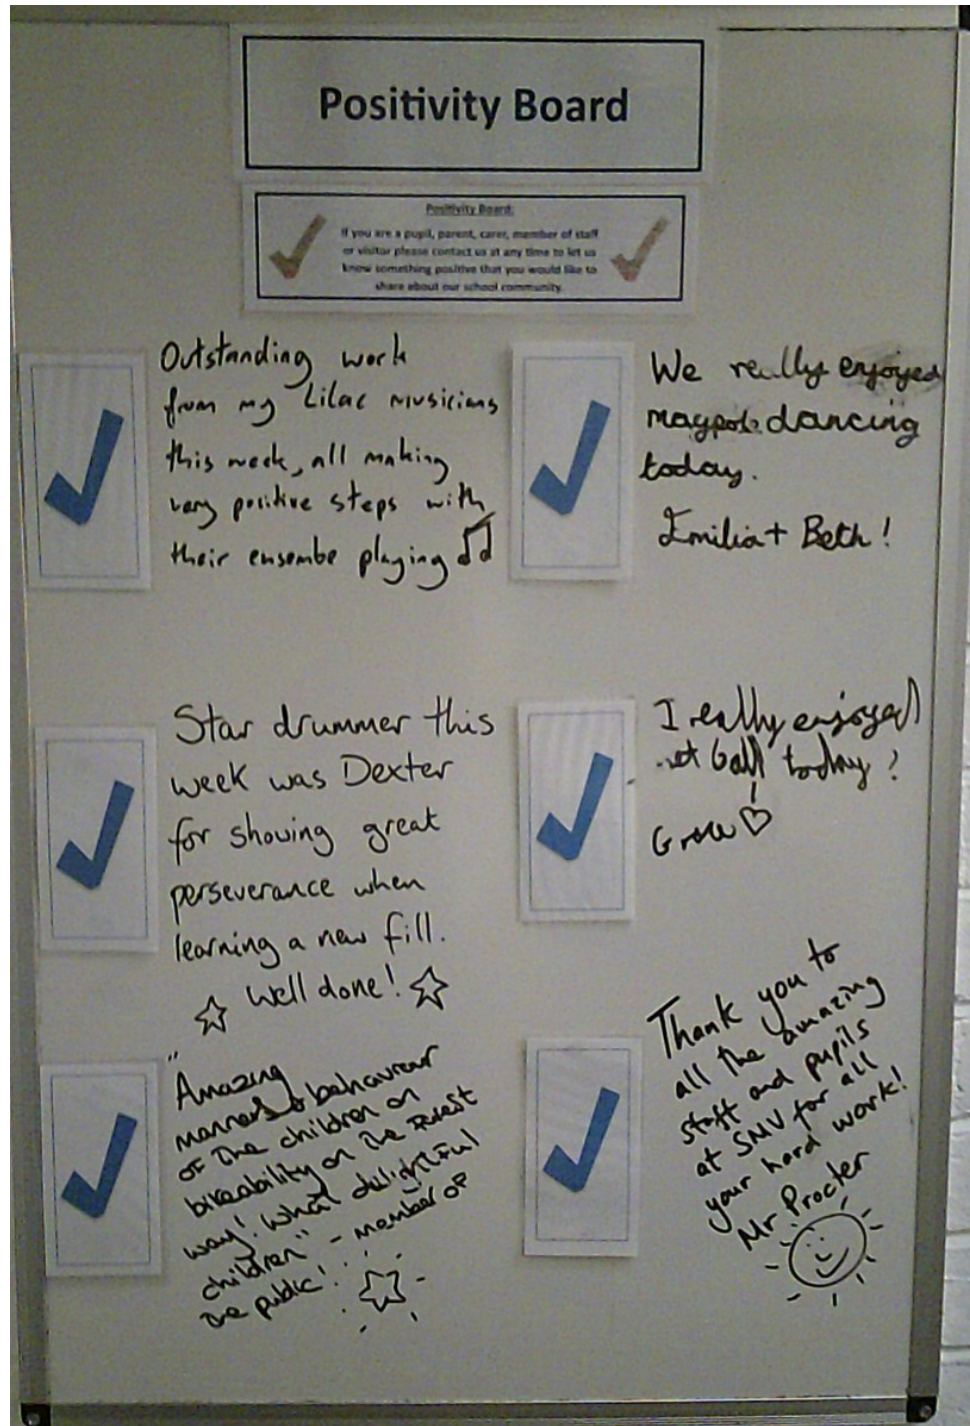 Positivity Board
Positivity Board:
If you are a pupil, parent, carer, member of staff
or visitor please contact us at any time to let us
know something positive that you would like to
share about our school community.
Outstanding work
from my Lilac musicians
this week, all making
very positive steps with
their ensembe playing
We really enjoyed
maypole dancing
today.
Emilia + Beth!
Star drummer this
week was Dexter
for showing great
perseverance when
learning a new fill.
Well done!
I really enjoyed
net ball today!
"Amazing
manners & behaviour
of the children on
bikeability on the Forest
way! What delightful
children" - member of
the public!
Thank you to
all the amazing
staff and pupils
at SMV for all
your hard work!
Mr Procter